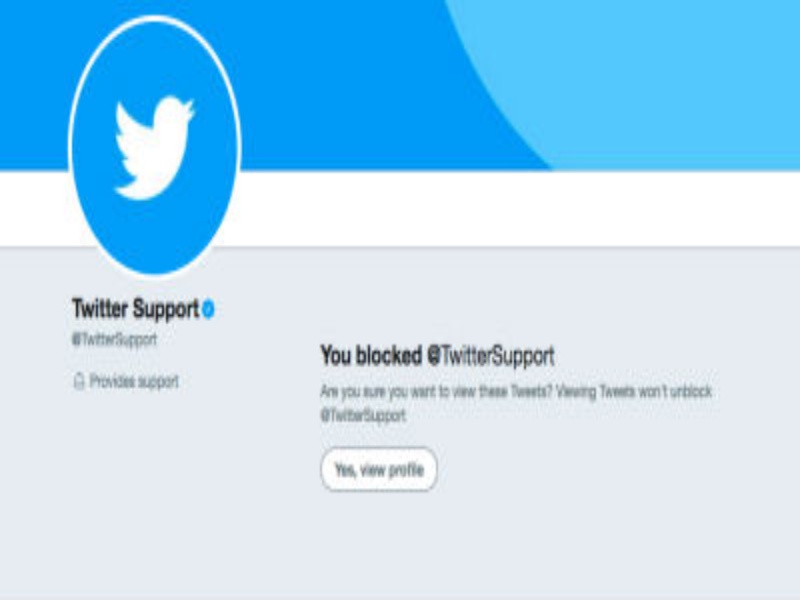 Twitter Support
@TwitterSupport
Provides support
You blocked @TwitterSupport
Are you sure you want to view these Tweets? Viewing Tweets won't unblock
@TwitterSupport
Yes, view profile